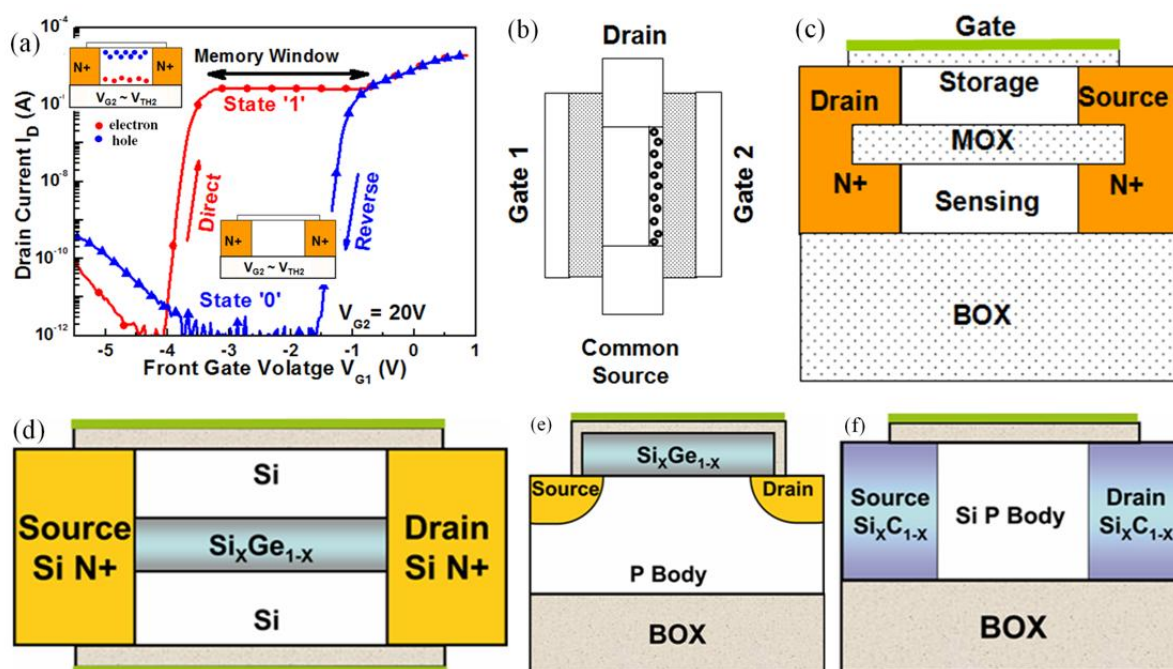 (a)
10⁻⁴
10⁻⁶
10⁻⁸
10⁻¹⁰
10⁻¹²
Drain Current I_D (A)
N+
N+
V_G2 ~ V_TH2
electron
hole
Memory Window
State '1'
Direct
Reverse
N+
N+
V_G2 ~ V_TH2
State '0'
V_G2 = 20V
-5 -4 -3 -2 -1 0 1
Front Gate Volatge V_G1 (V)
(b)
Drain
Gate 1
Gate 2
Common
Source
(c)
Gate
Storage
Drain
Source
MOX
N+
N+
Sensing
BOX
(d)
Si
Source
Si N+
Si_XGe_1-X
Drain
Si N+
Si
(e)
Si_XGe_1-X
Source
Drain
P Body
BOX
(f)
Source
Si_XC_1-X
Si P Body
Drain
Si_XC_1-X
BOX